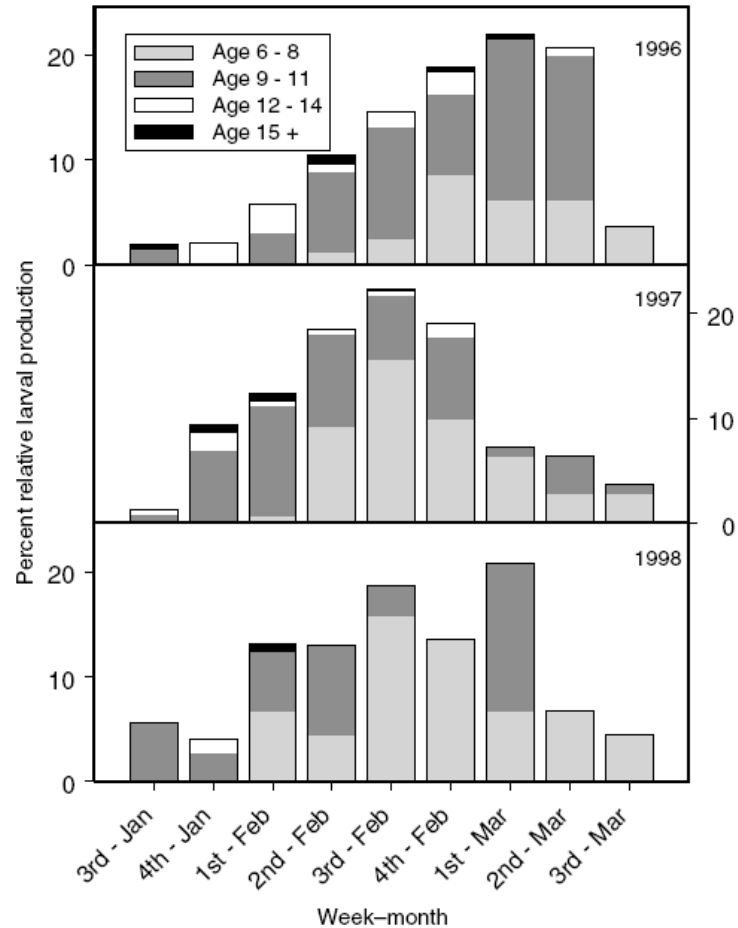 20
10
0
Age 6 - 8
Age 9 - 11
Age 12 - 14
Age 15 +
1996
Percent relative larval production
1997
20
10
0
1998
20
10
0
3rd - Jan
4th - Jan
1st - Feb
2nd - Feb
3rd - Feb
4th - Feb
1st - Mar
2nd - Mar
3rd - Mar
Week–month